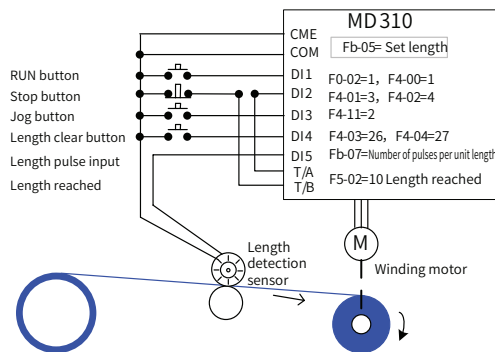 MD310
CME
Fb-05= Set length
COM
RUN button
DI1
F0-02=1, F4-00=1
Stop button
DI2
F4-01=3, F4-02=4
Jog button
DI3
F4-11=2
Length clear button
DI4
F4-03=26, F4-04=27
Length pulse input
DI5
Fb-07=Number of pulses per unit length
Length reached
T/A
T/B
F5-02=10 Length reached
M
Length
detection
sensor
Winding motor